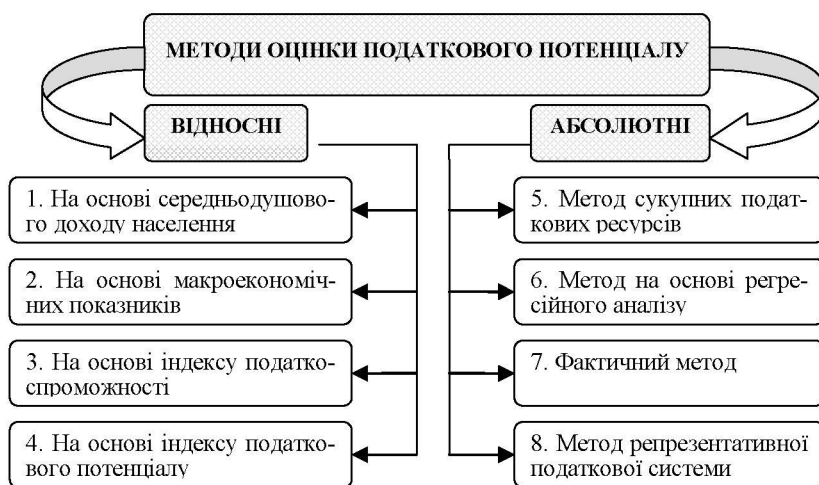 МЕТОДИ ОЦІНКИ ПОДАТКОВОГО ПОТЕНЦІАЛУ
ВІДНОСНІ
1. На основі середньодушово-
го доходу населення
2. На основі макроекономіч-
них показників
3. На основі індексу податко-
спроможності
4. На основі індексу податко-
вого потенціалу
АБСОЛЮТНІ
5. Метод сукупних подат-
кових ресурсів
6. Метод на основі регре-
сійного аналізу
7. Фактичний метод
8. Метод репрезентативної
податкової системи